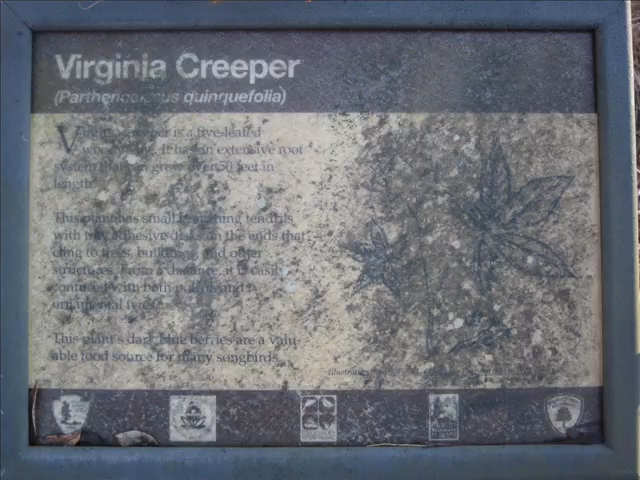 Virginia Creeper
(Parthenocissus quinquefolia)
Virginia creeper is a five-leafed
woody vine. It has an extensive root
system that can grow over 50 feet in
length.
This plant has small branching tendrils
with tiny adhesive disks on the ends that
cling to trees, buildings and other
structures. From a distance, it is easily
confused with both poison and
ornamental ivies.
This plant's dark blue berries are a valu-
able food source for many songbirds.